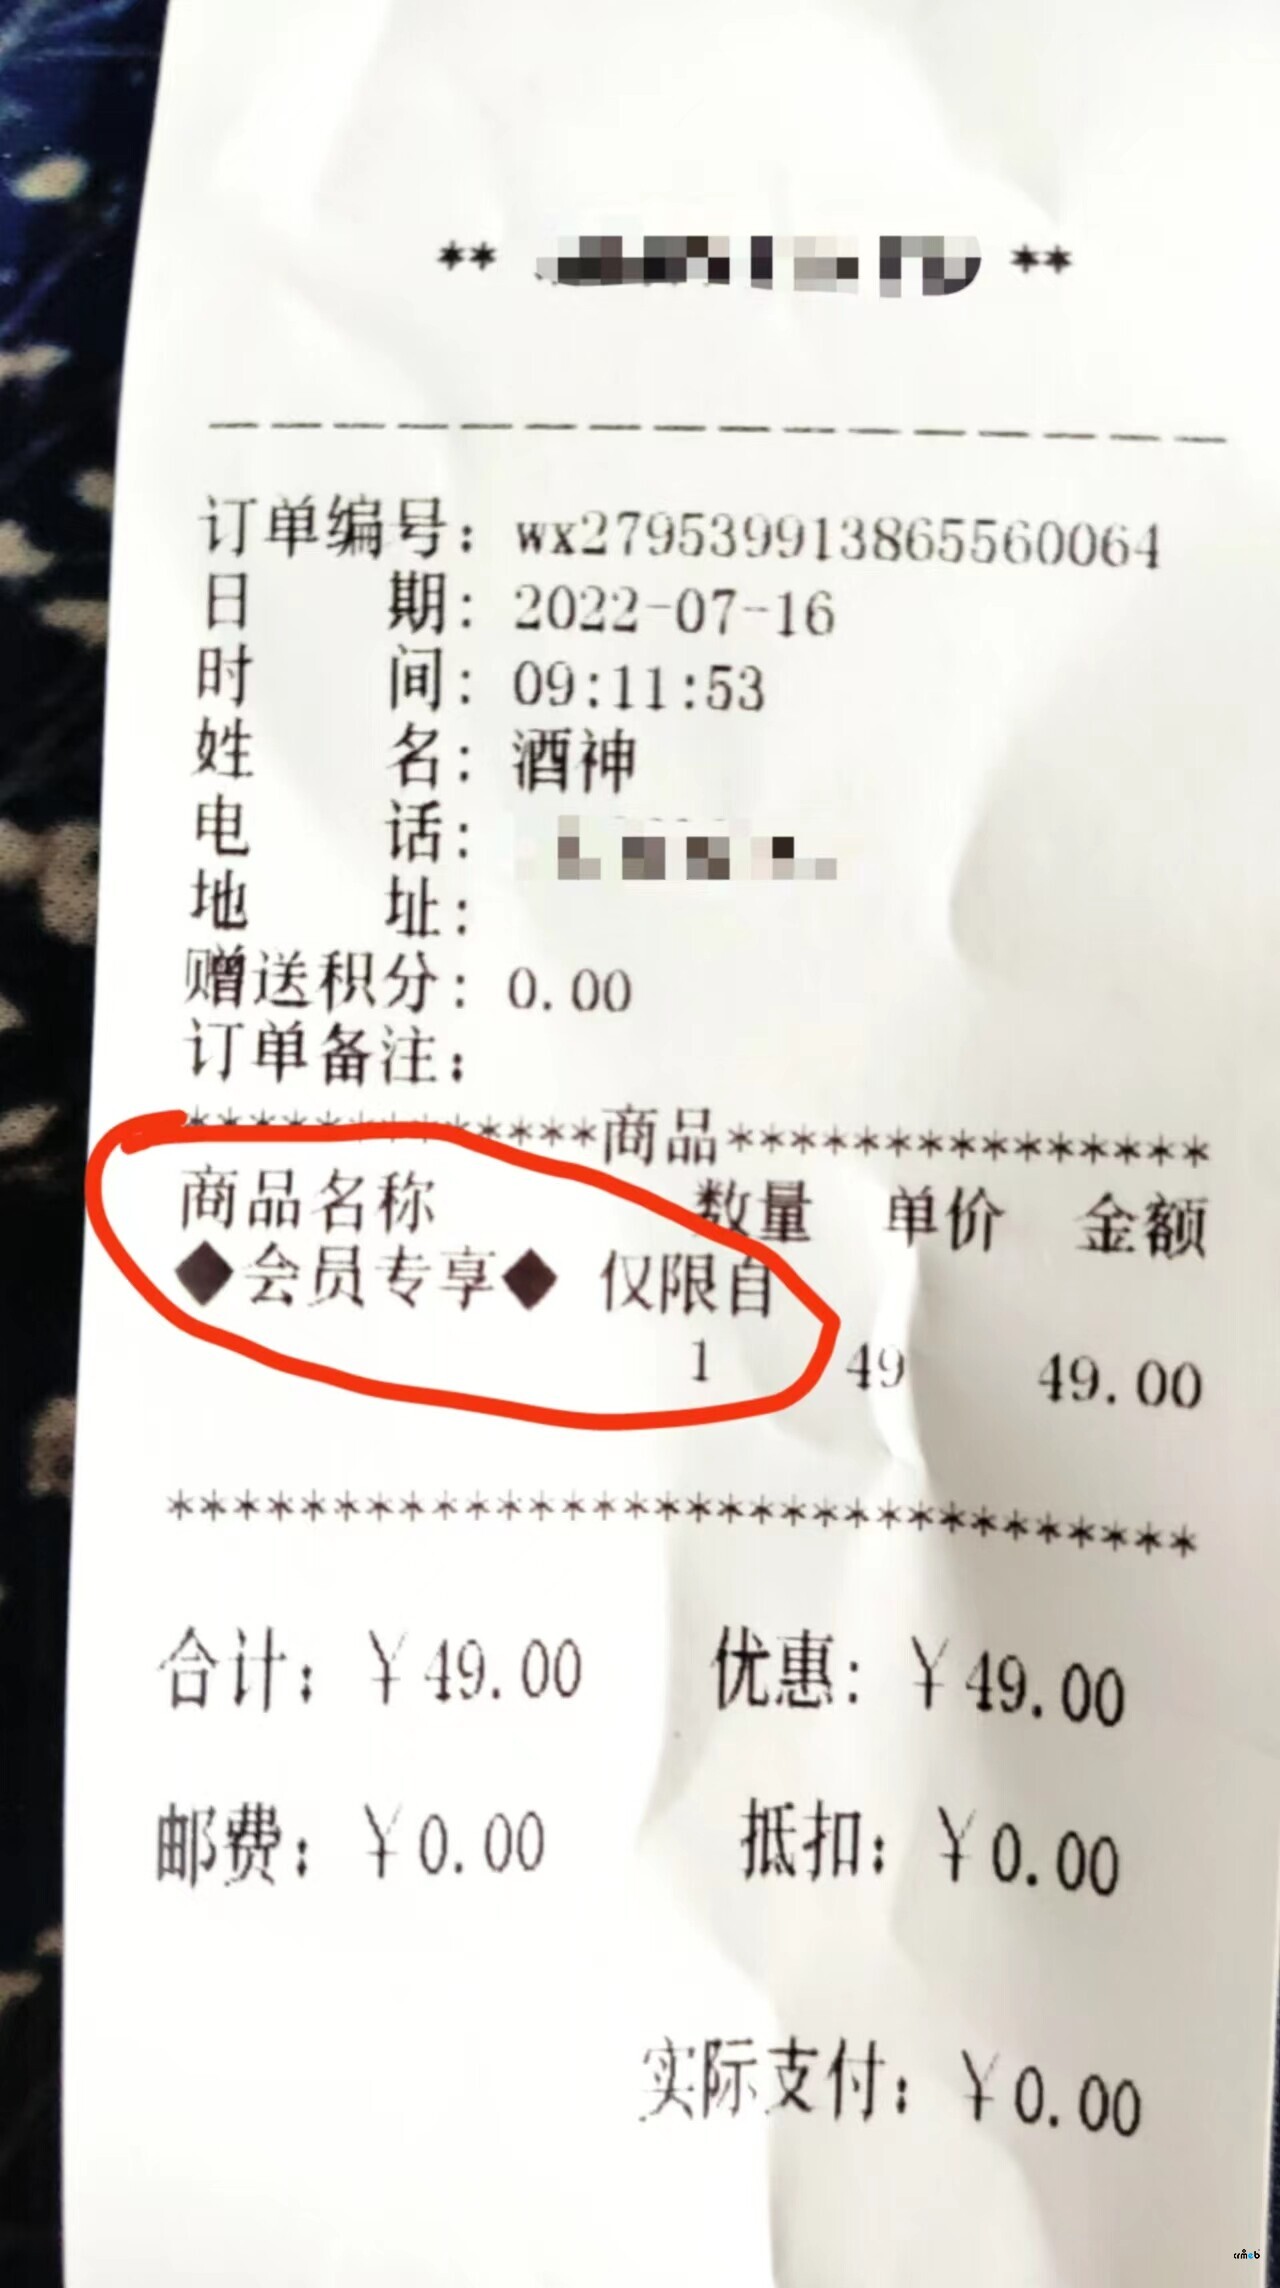 ** **
--------------------------------
订单编号：wx279539913865560064
日 期：2022-07-16
时 间：09:11:53
姓 名：酒神
电 话：
地 址：
赠送积分：0.00
订单备注：
*************商品***************
商品名称 数量 单价 金额
◆会员专享◆ 仅限自
1 49 49.00
********************************
合计：￥49.00 优惠：￥49.00
邮费：￥0.00 抵扣：￥0.00
实际支付：￥0.00
crmeb